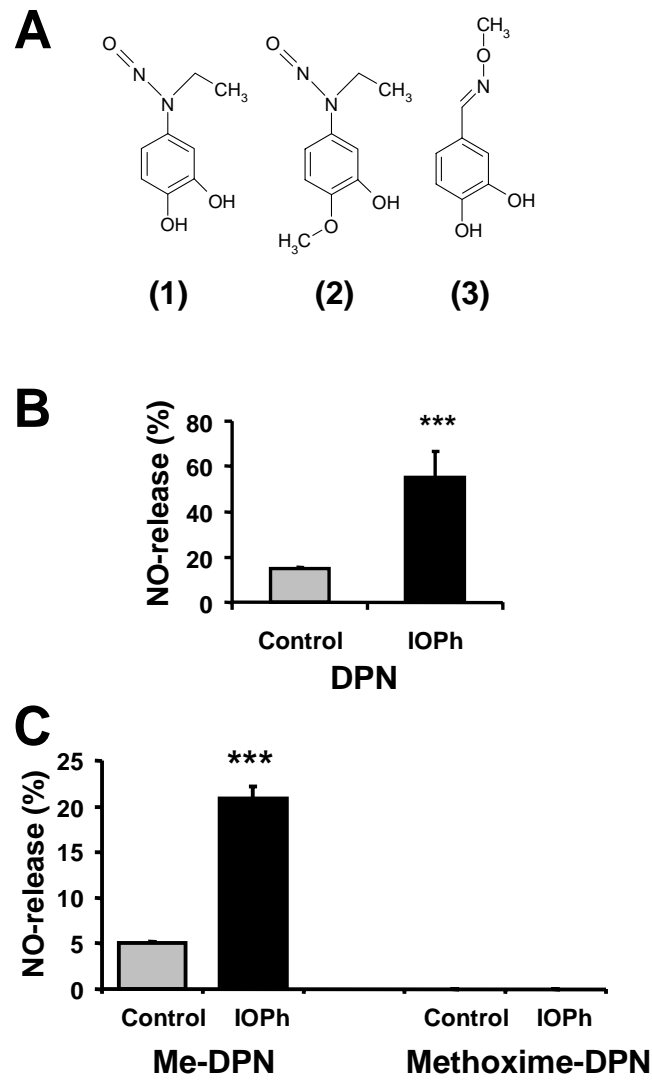 A
O
N
N
CH3
OH
OH
(1)
O
N
N
CH3
OH
O
H3C
(2)
CH3
O
N
OH
OH
(3)
B
NO-release (%)
80
60
40
20
0
***
Control IOPh
DPN
C
NO-release (%)
25
20
15
10
5
0
***
Control IOPh Control IOPh
Me-DPN Methoxime-DPN